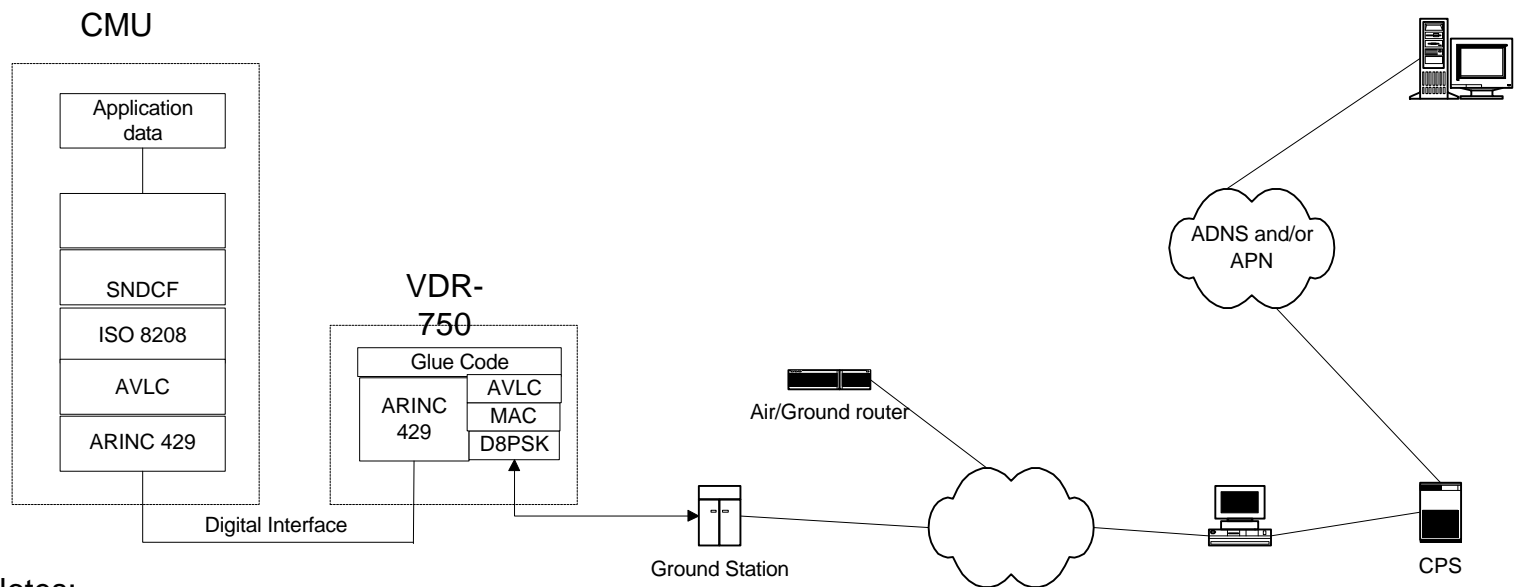 CMU
Application
data
SNDCF
ISO 8208
AVLC
ARINC 429
Digital Interface
VDR-
750
Glue Code
ARINC
429
AVLC
MAC
D8PSK
Ground Station
Air/Ground router
ADNS and/or
APN
CPS